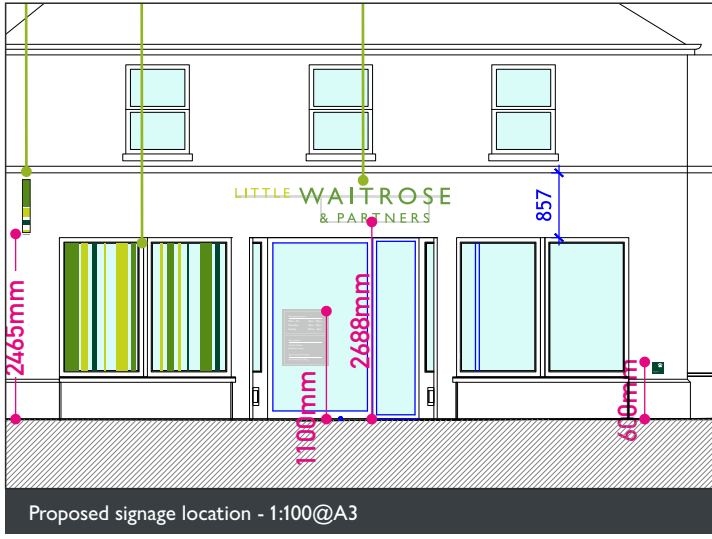 LITTLE WAITROSE
& PARTNERS
857
2465mm
2688mm
1100mm
600mm
Proposed signage location - 1:100@A3